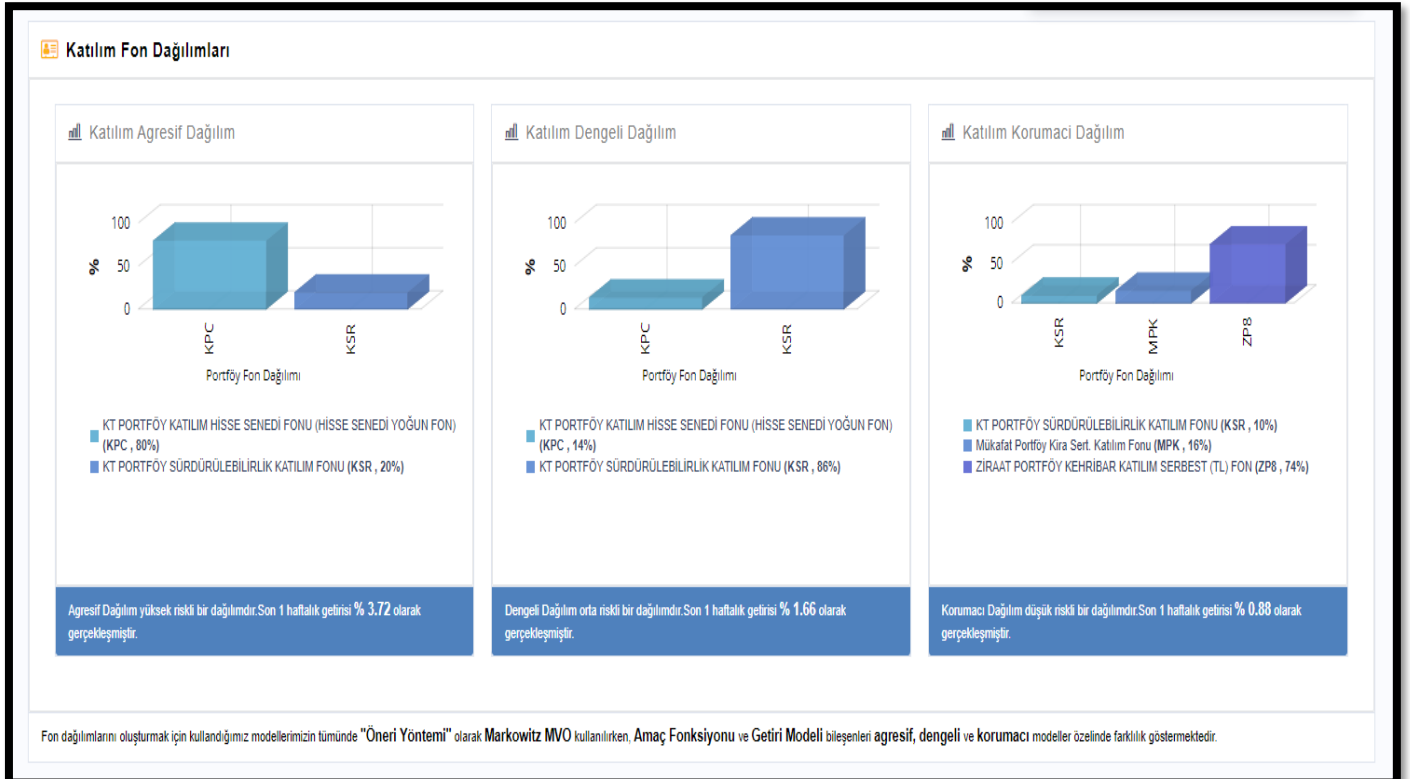 Katılım Fon Dağılımları
Katılım Agresif Dağılım
100
50
0
%
KPC
KSR
Portföy Fon Dağılımı
KT PORTFÖY KATILIM HİSSE SENEDİ FONU (HİSSE SENEDİ YOĞUN FON)
(KPC , 80%)
KT PORTFÖY SÜRDÜRÜLEBİLİRLİK KATILIM FONU (KSR , 20%)
Agresif Dağılım yüksek riskli bir dağılımdır.Son 1 haftalık getirisi % 3.72 olarak
gerçekleşmiştir.
Katılım Dengeli Dağılım
100
50
0
%
KPC
KSR
Portföy Fon Dağılımı
KT PORTFÖY KATILIM HİSSE SENEDİ FONU (HİSSE SENEDİ YOĞUN FON)
(KPC , 14%)
KT PORTFÖY SÜRDÜRÜLEBİLİRLİK KATILIM FONU (KSR , 86%)
Dengeli Dağılım orta riskli bir dağılımdır.Son 1 haftalık getirisi % 1.66 olarak
gerçekleşmiştir.
Katılım Korumaci Dağılım
100
50
0
%
KSR
MPK
ZP8
Portföy Fon Dağılımı
KT PORTFÖY SÜRDÜRÜLEBİLİRLİK KATILIM FONU (KSR , 10%)
Mükafat Portföy Kira Sert. Katılım Fonu (MPK , 16%)
ZİRAAT PORTFÖY KEHRİBAR KATILIM SERBEST (TL) FON (ZP8 , 74%)
Korumacı Dağılım düşük riskli bir dağılımdır.Son 1 haftalık getirisi % 0.88 olarak
gerçekleşmiştir.
Fon dağılımlarını oluşturmak için kullandığımız modellerimizin tümünde "Öneri Yöntemi" olarak Markowitz MVO kullanılırken, Amaç Fonksiyonu ve Getiri Modeli bileşenleri agresif, dengeli ve korumacı modeller özelinde farklılık göstermektedir.